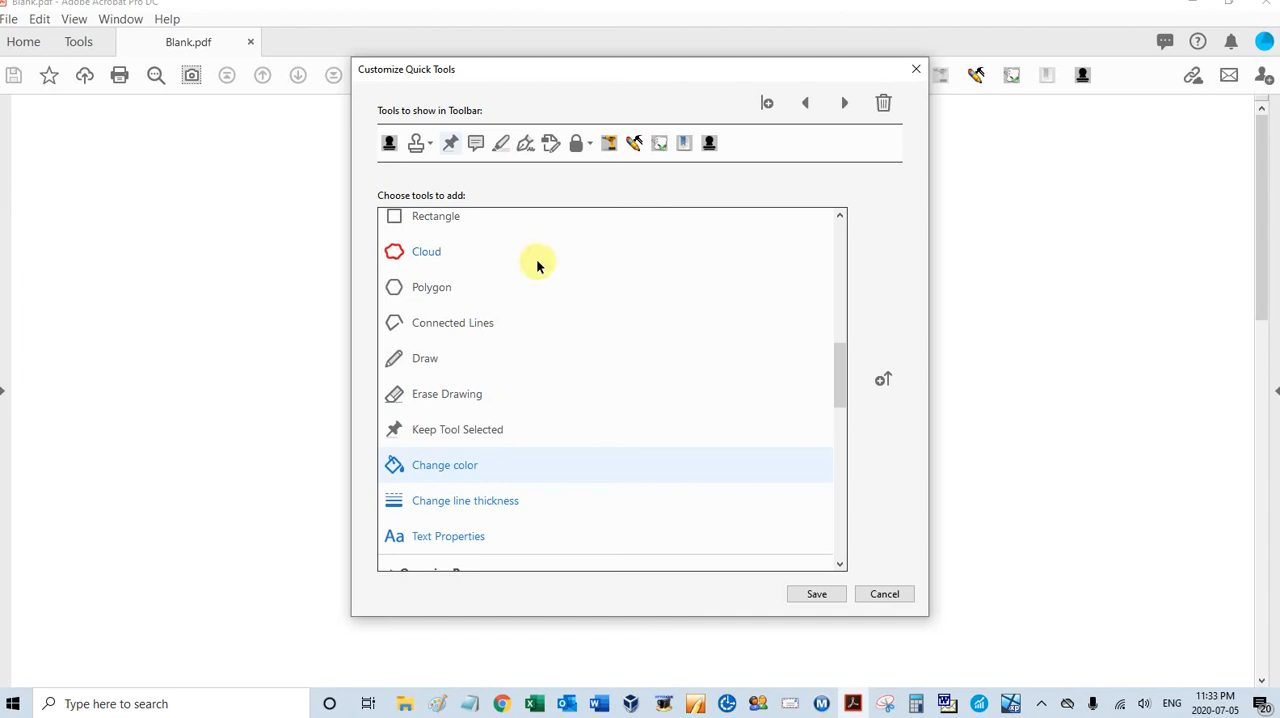 Blank.pdf - Adobe Acrobat Pro DC
File Edit View Window Help
Home Tools Blank.pdf
Customize Quick Tools
Tools to show in Toolbar:
Choose tools to add:
Rectangle
Cloud
Polygon
Connected Lines
Draw
Erase Drawing
Keep Tool Selected
Change color
Change line thickness
Aa Text Properties
Save Cancel
Type here to search
ENG
11:33 PM
2020-07-05
20